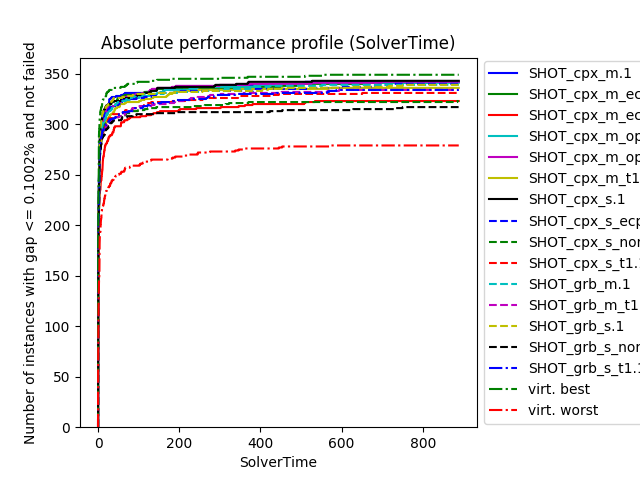 Absolute performance profile (SolverTime)
Number of instances with gap <= 0.1002% and not failed
350
300
250
200
150
100
50
0
0 200 400 600 800
SolverTime
SHOT_cpx_m.1
SHOT_cpx_m_ec
SHOT_cpx_m_ec
SHOT_cpx_m_op
SHOT_cpx_m_op
SHOT_cpx_m_t1
SHOT_cpx_s.1
SHOT_cpx_s_ecp
SHOT_cpx_s_nor
SHOT_cpx_s_t1.
SHOT_grb_m.1
SHOT_grb_m_t1
SHOT_grb_s.1
SHOT_grb_s_nor
SHOT_grb_s_t1.1
virt. best
virt. worst